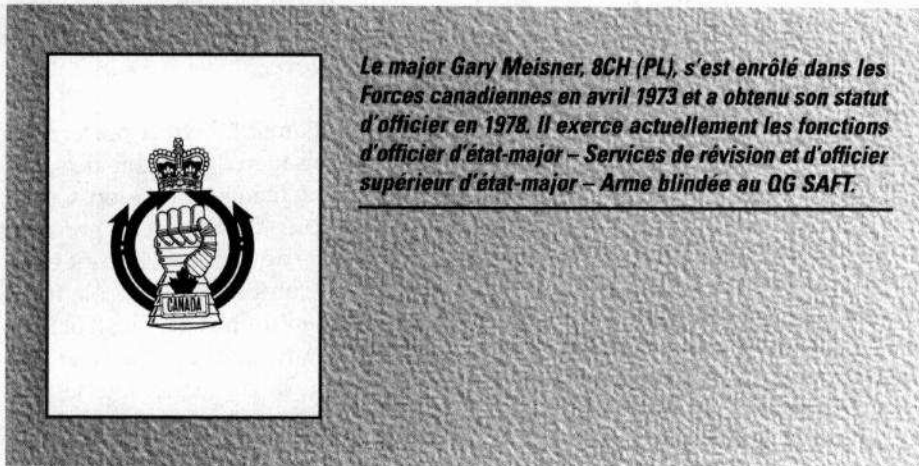 Le major Gary Meisner, 8CH (PL), s'est enrôlé dans les
Forces canadiennes en avril 1973 et a obtenu son statut
d'officier en 1978. Il exerce actuellement les fonctions
d'officier d'état-major – Services de révision et d'officier
supérieur d'état-major – Arme blindée au QG SAFT.
CANADA